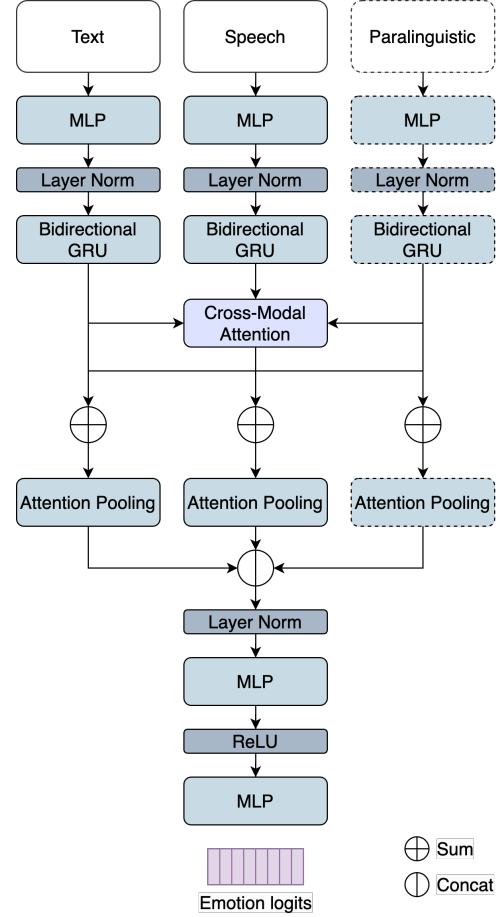 Text
Speech
Paralinguistic
MLP
MLP
MLP
Layer Norm
Layer Norm
Layer Norm
Bidirectional
GRU
Bidirectional
GRU
Bidirectional
GRU
Cross-Modal
Attention
Attention Pooling
Attention Pooling
Attention Pooling
Layer Norm
MLP
ReLU
MLP
Sum
Concat
Emotion logits